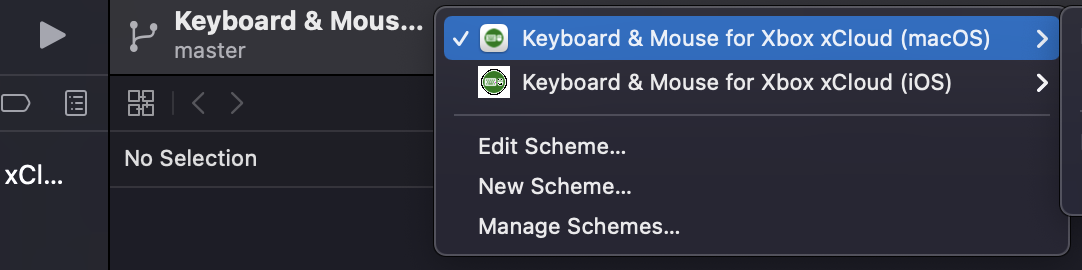 Keyboard & Mous...
master
Keyboard & Mouse for Xbox xCloud (macOS)
Keyboard & Mouse for Xbox xCloud (iOS)
No Selection
xCl...
Edit Scheme...
New Scheme...
Manage Schemes...